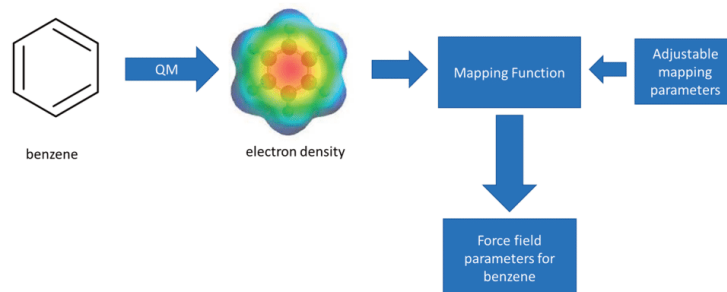 QM
benzene
electron density
Mapping Function
Adjustable
mapping
parameters
Force field
parameters for
benzene